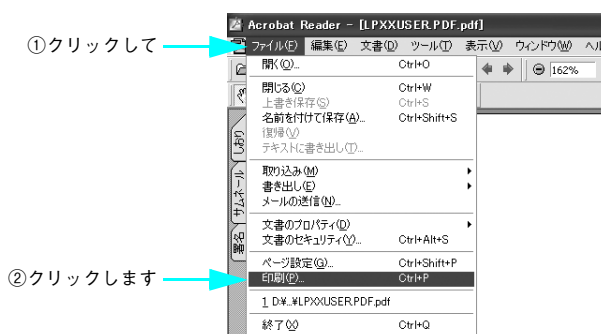 Acrobat Reader - [LPXXUSER.PDF.pdf]
①クリックして
ファイル(F) 編集(E) 文書(D) ツール(T) 表示(V) ウィンドウ(W) ヘル
開く(O)... Ctrl+O
162%
閉じる(C) Ctrl+W
上書き保存(S) Ctrl+S
名前を付けて保存(A)... Ctrl+Shift+S
復帰(V)
テキストに書き出し(T)...
取り込み(M)
書き出し(E)
メールの送信(N)...
文書のプロパティ(D)
文書のセキュリティ(Y)... Ctrl+Alt+S
ページ設定(G)... Ctrl+Shift+P
②クリックします
印刷(P)... Ctrl+P
1 D:¥...¥LPXXUSER.PDF.pdf
終了(X) Ctrl+Q
しおり
サムネール
署名